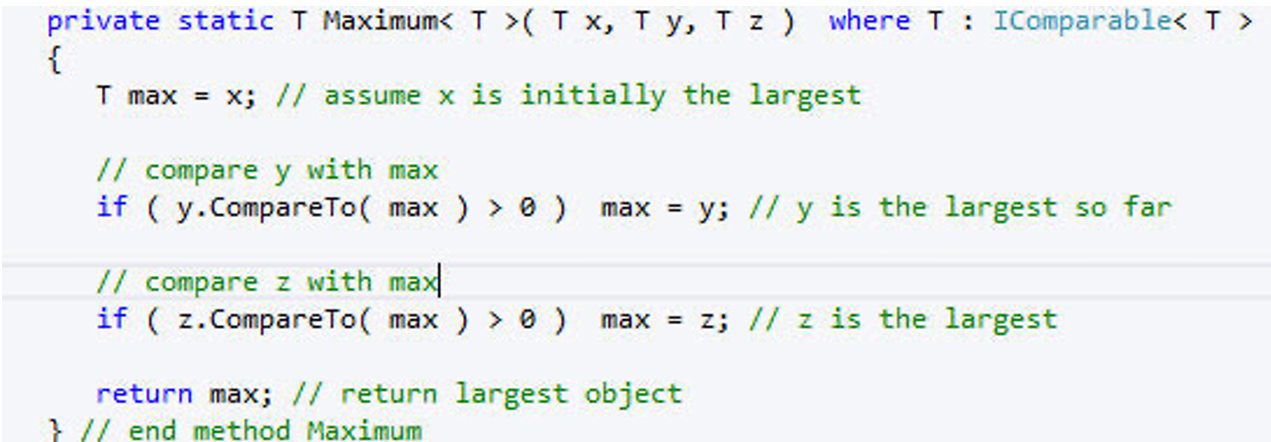 private static T Maximum< T >( T x, T y, T z )  where T : IComparable< T >
{
T max = x; // assume x is initially the largest
// compare y with max
if ( y.CompareTo( max ) > 0 )  max = y; // y is the largest so far
// compare z with max
if ( z.CompareTo( max ) > 0 )  max = z; // z is the largest
return max; // return largest object
} // end method Maximum